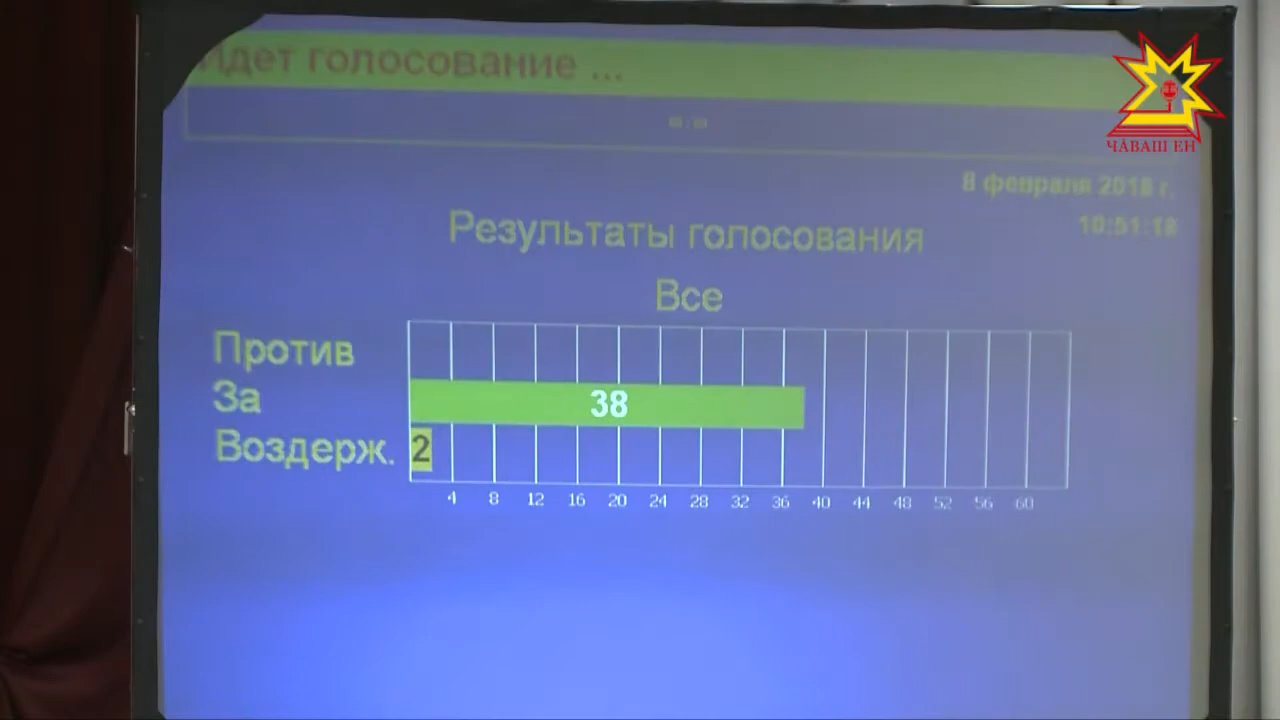 Идет голосование ...
ЧӐВАШ ЕН
8 февраля 2018 г.
10:51:18
Результаты голосования
Все
Против
За 38
Воздерж. 2
4 8 12 16 20 24 28 32 36 40 44 48 52 56 60